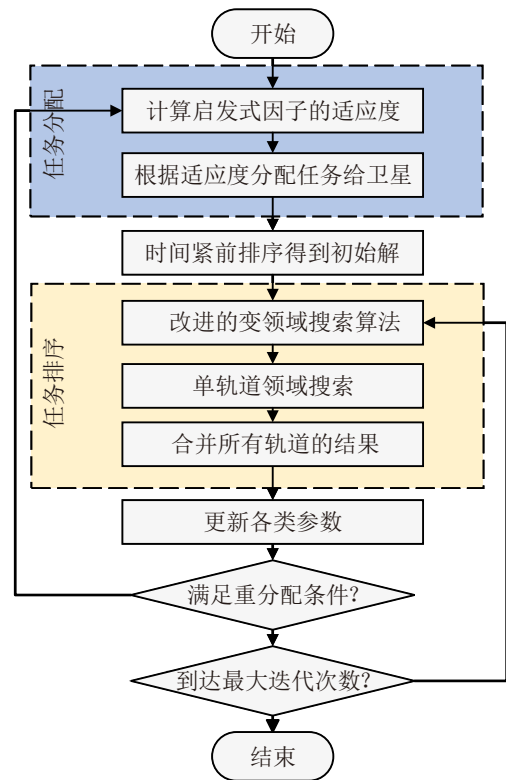 开始
任务分配
计算启发式因子的适应度
根据适应度分配任务给卫星
时间紧前排序得到初始解
任务排序
改进的变领域搜索算法
单轨道领域搜索
合并所有轨道的结果
更新各类参数
满足重分配条件？
到达最大迭代次数？
结束